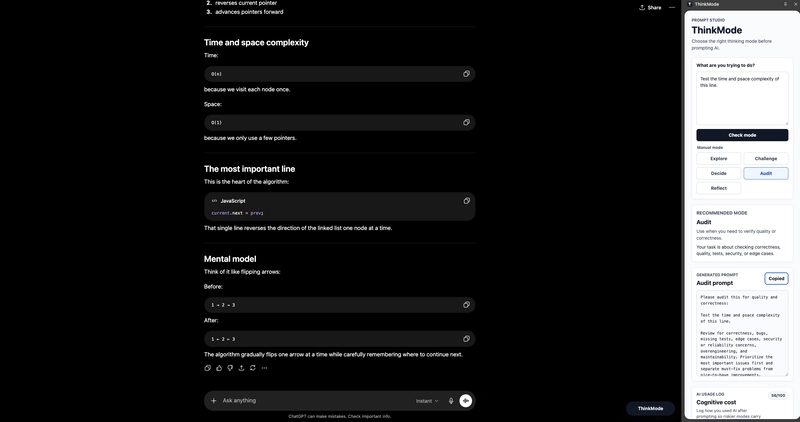 2. reverses current pointer
3. advances pointers forward
Share
Time and space complexity
Time:
O(n)
because we visit each node once.
Space:
O(1)
because we only use a few pointers.
The most important line
This is the heart of the algorithm:
JavaScript
current.next = prev;
That single line reverses the direction of the linked list one node at a time.
Mental model
Think of it like flipping arrows:
Before:
1 → 2 → 3
After:
1 ← 2 ← 3
The algorithm gradually flips one arrow at a time while carefully remembering where to continue next.
Ask anything
Instant
ChatGPT can make mistakes. Check important info.
ThinkMode
ThinkMode
PROMPT STUDIO
ThinkMode
Choose the right thinking mode before
prompting AI.
What are you trying to do?
Test the time and psace complexity of
this line.
Check mode
Manual mode
Explore
Challenge
Decide
Audit
Reflect
RECOMMENDED MODE
Audit
Use when you need to verify quality or
correctness.
Your task is about checking correctness,
quality, tests, security, or edge cases.
GENERATED PROMPT
Audit prompt
Copied
Please audit this for quality and
correctness:
Test the time and psace complexity
of this line.
Review for correctness, bugs,
missing tests, edge cases, security
or reliability concerns,
overengineering, and
maintainability. Prioritize the
most important issues first and
separate must-fix problems from
nice-to-have improvements.
AI USAGE LOG
Cognitive cost
Log how you used AI after
prompting so riskier modes carry